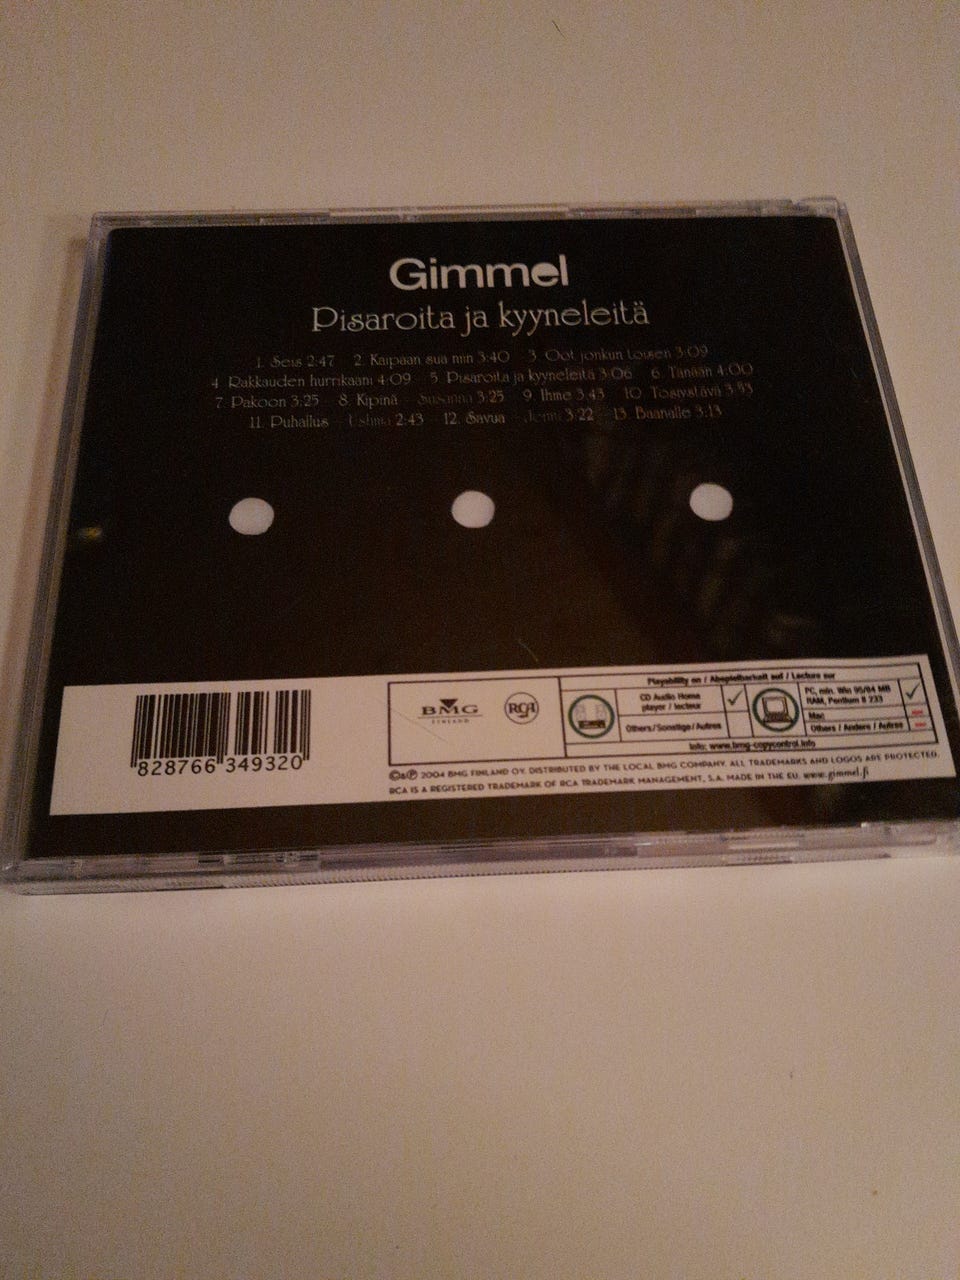 Gimmel
Pisaroita ja kyyneleitä
1. Seis 2:47 2. Kaipaan sua niin 3:40 3. Oot jonkun toisen 3:09
4 Rakkauden hurrikaani 4:09 5 Pisaroita ja kyyneleitä 3:06 6. Tänään 4:00
7. Pakoon 3:25 8. Kipinä - Susanna 3:25 9. Ihme 3.43 10. Tosiystävä
11. Puhallus - Ushma 2:43 12. Savua - Jenni 3:22 13. Baanalle 3:13
828766 349320
BMG
FINLAND
RCA
Playability on / Abspielbarkeit auf / Lecture sur
CD Audio Home
player / lecteur
Others/Sonstige/Autres
PC, min. Win 95/64 MB
RAM, Pentium II 233
Mac
Others / Andere / Autres
Info: www.bmg-copycontrol.info
©&℗ 2004 BMG FINLAND OY. DISTRIBUTED BY THE LOCAL BMG COMPANY. ALL TRADEMARKS AND LOGOS ARE PROTECTED.
RCA IS A REGISTERED TRADEMARK OF RCA TRADEMARK MANAGEMENT, S.A. MADE IN THE EU. www.gimmel.fi